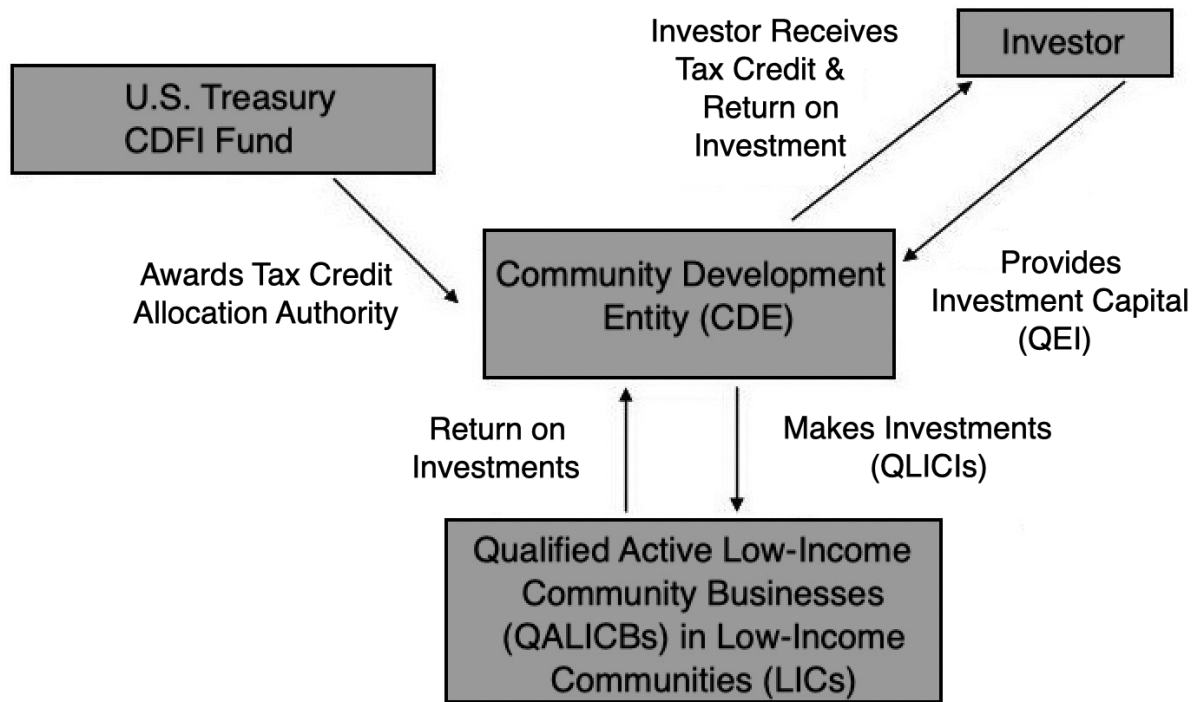 U.S. Treasury
CDFI Fund
Investor Receives
Tax Credit &
Return on
Investment
Investor
Awards Tax Credit
Allocation Authority
Community Development
Entity (CDE)
Provides
Investment Capital
(QEI)
Return on
Investments
Makes Investments
(QLICIs)
Qualified Active Low-Income
Community Businesses
(QALICBs) in Low-Income
Communities (LICs)